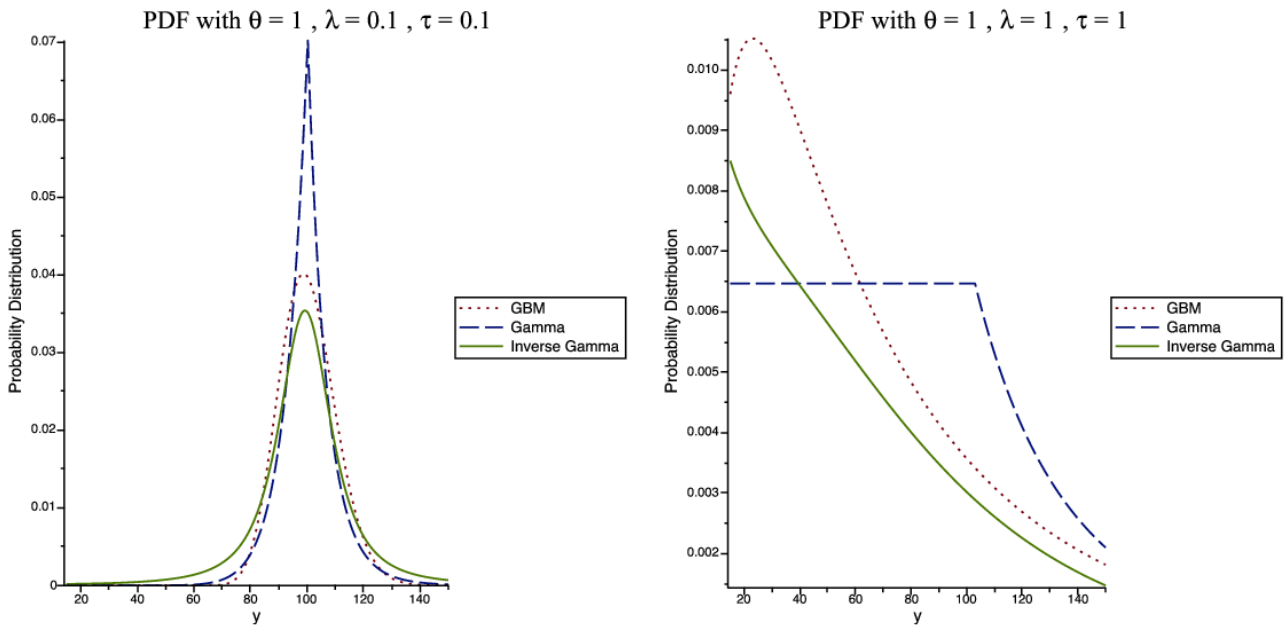 PDF with θ = 1 , λ = 0.1 , τ = 0.1
0.07
0.06
0.05
0.04
0.03
0.02
0.01
0
Probability Distribution
20 40 60 80 100 120 140
y
GBM
Gamma
Inverse Gamma
PDF with θ = 1 , λ = 1 , τ = 1
0.010
0.009
0.008
0.007
0.006
0.005
0.004
0.003
0.002
Probability Distribution
20 40 60 80 100 120 140
y
GBM
Gamma
Inverse Gamma